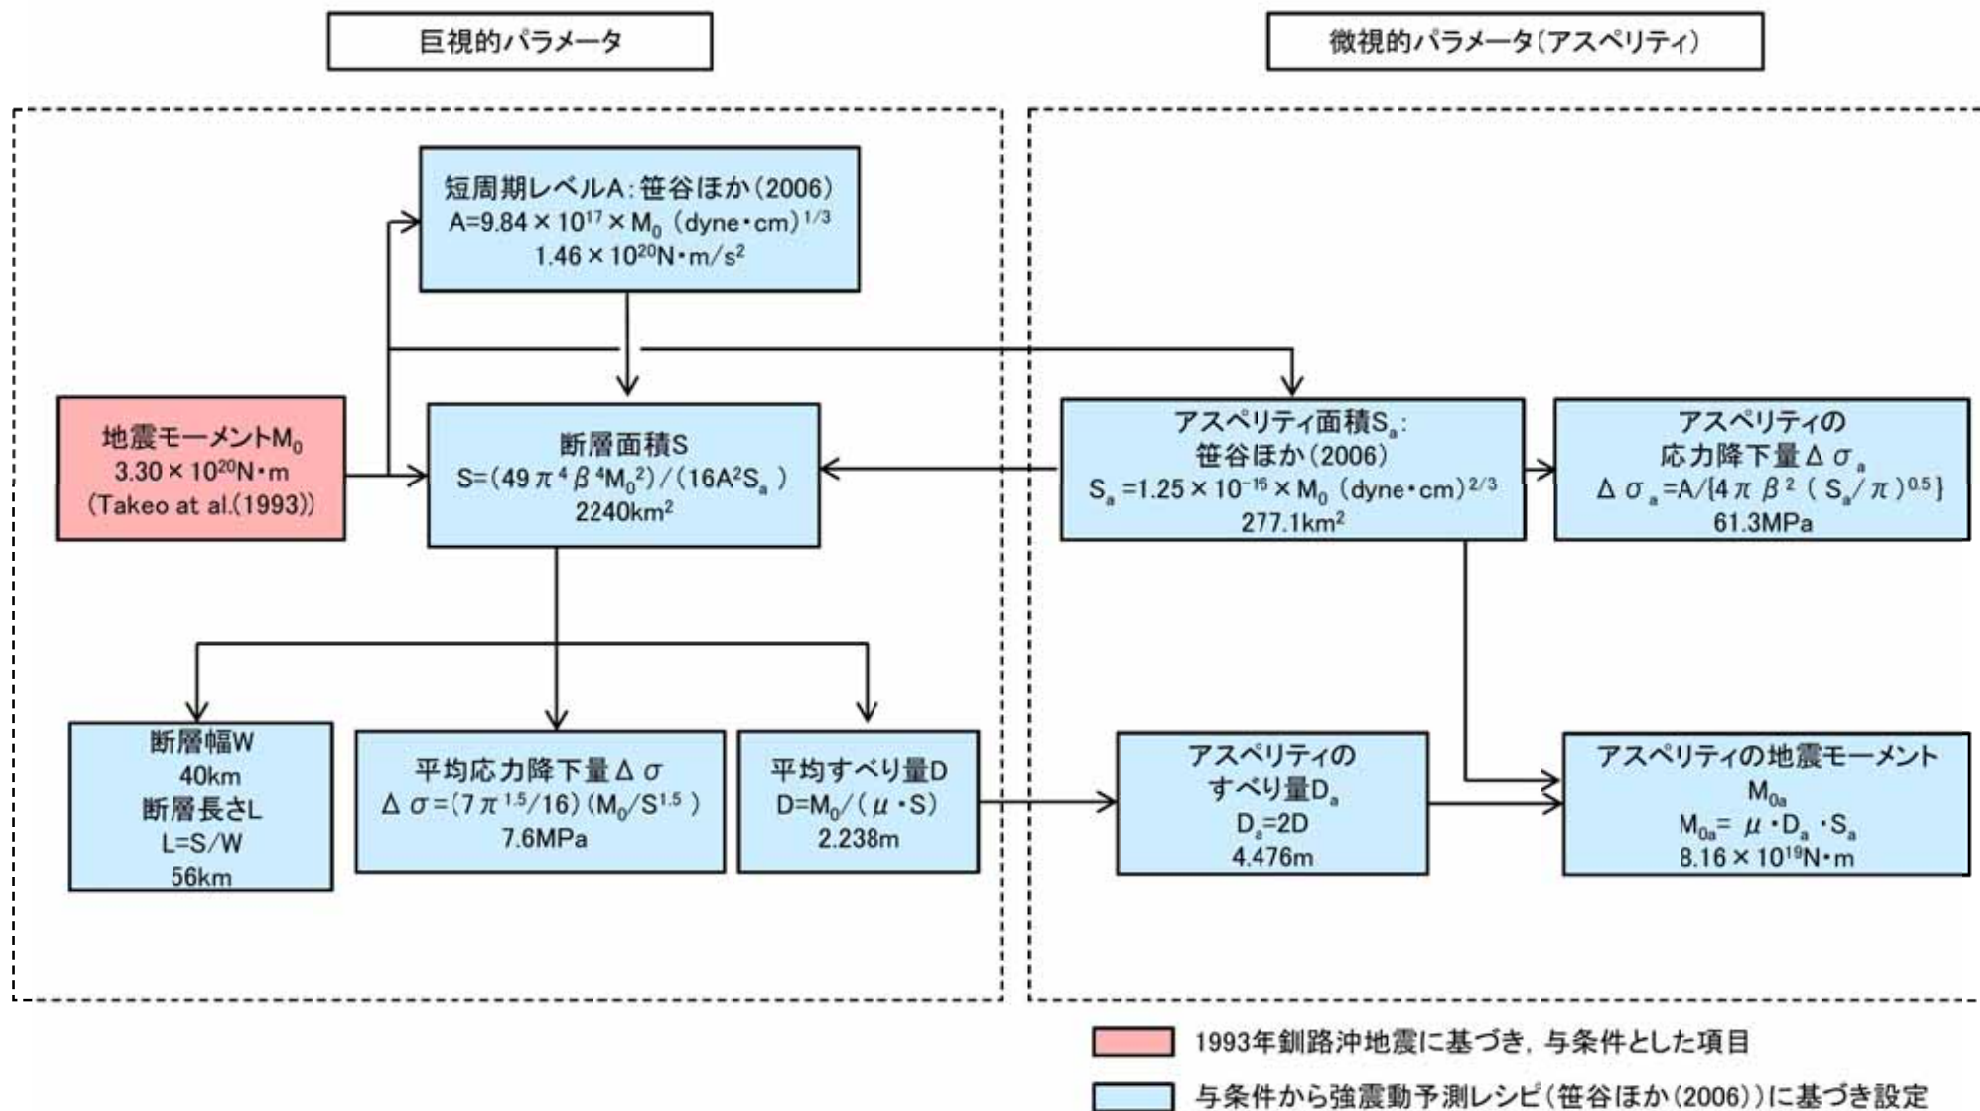 巨視的パラメータ
微視的パラメータ(アスペリティ)
短周期レベルA:笹谷ほか(2006)
A=9.84×10¹⁷×M₀ (dyne・cm)¹/³
1.46×10²⁰N・m/s²
地震モーメントM₀
3.30×10²⁰N・m
(Takeo at al.(1993))
断層面積S
S=(49π⁴β⁴M₀²)/(16A²Sₐ)
2240km²
アスペリティ面積Sₐ:
笹谷ほか(2006)
Sₐ=1.25×10⁻¹⁶×M₀ (dyne・cm)²/³
277.1km²
アスペリティの
応力降下量Δσₐ
Δσₐ=A/{4πβ²(Sₐ/π)⁰·⁵}
61.3MPa
断層幅W
40km
断層長さL
L=S/W
56km
平均応力降下量Δσ
Δσ=(7π¹·⁵/16)(M₀/S¹·⁵)
7.6MPa
平均すべり量D
D=M₀/(μ・S)
2.238m
アスペリティの
すべり量Dₐ
Dₐ=2D
4.476m
アスペリティの地震モーメント
M₀ₐ
M₀ₐ=μ・Dₐ・Sₐ
8.16×10¹⁹N・m
1993年釧路沖地震に基づき,与条件とした項目
与条件から強震動予測レシピ(笹谷ほか(2006))に基づき設定